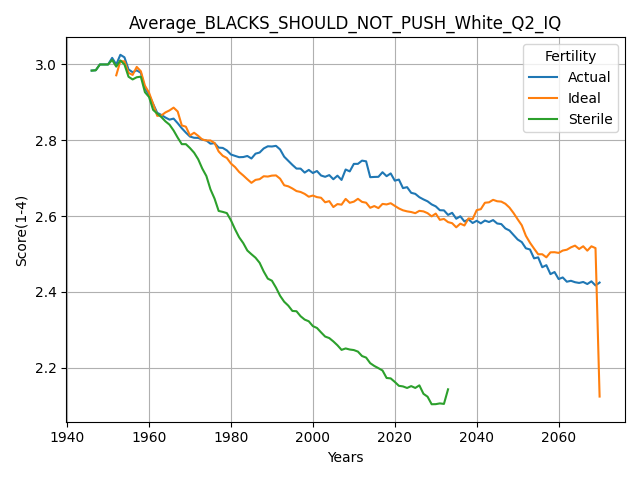 Average_BLACKS_SHOULD_NOT_PUSH_White_Q2_IQ
Fertility
Actual
Ideal
Sterile
Score(1-4)
3.0
2.8
2.6
2.4
2.2
1940 1960 1980 2000 2020 2040 2060
Years